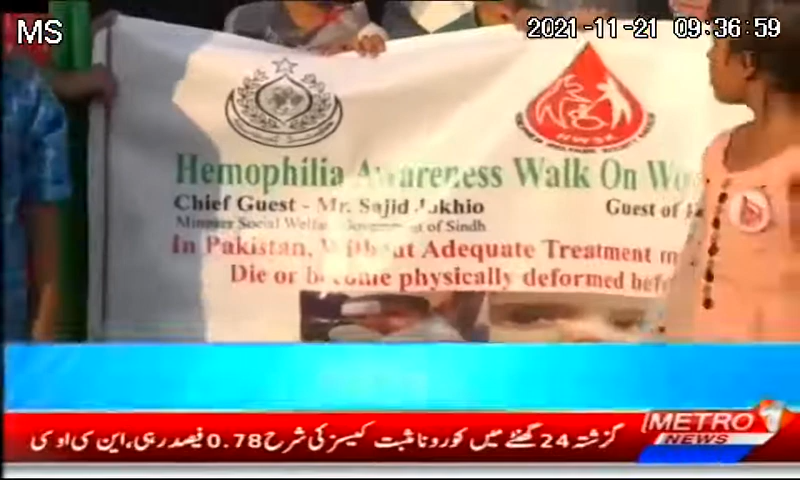 MS
2021-11-21 09:36:59
Hemophilia Awareness Walk On
Chief Guest - Mr. Sajid Jakhio
Guest of
Minister Social Welfare Government of Sindh
In Pakistan, Without Adequate Treatment
Die or become physically deformed
گزشتہ 24 گھنٹے میں کورونا مثبت کیسز کی شرح 0.78 فیصد رہی، این سی او سی
METRO 1
NEWS